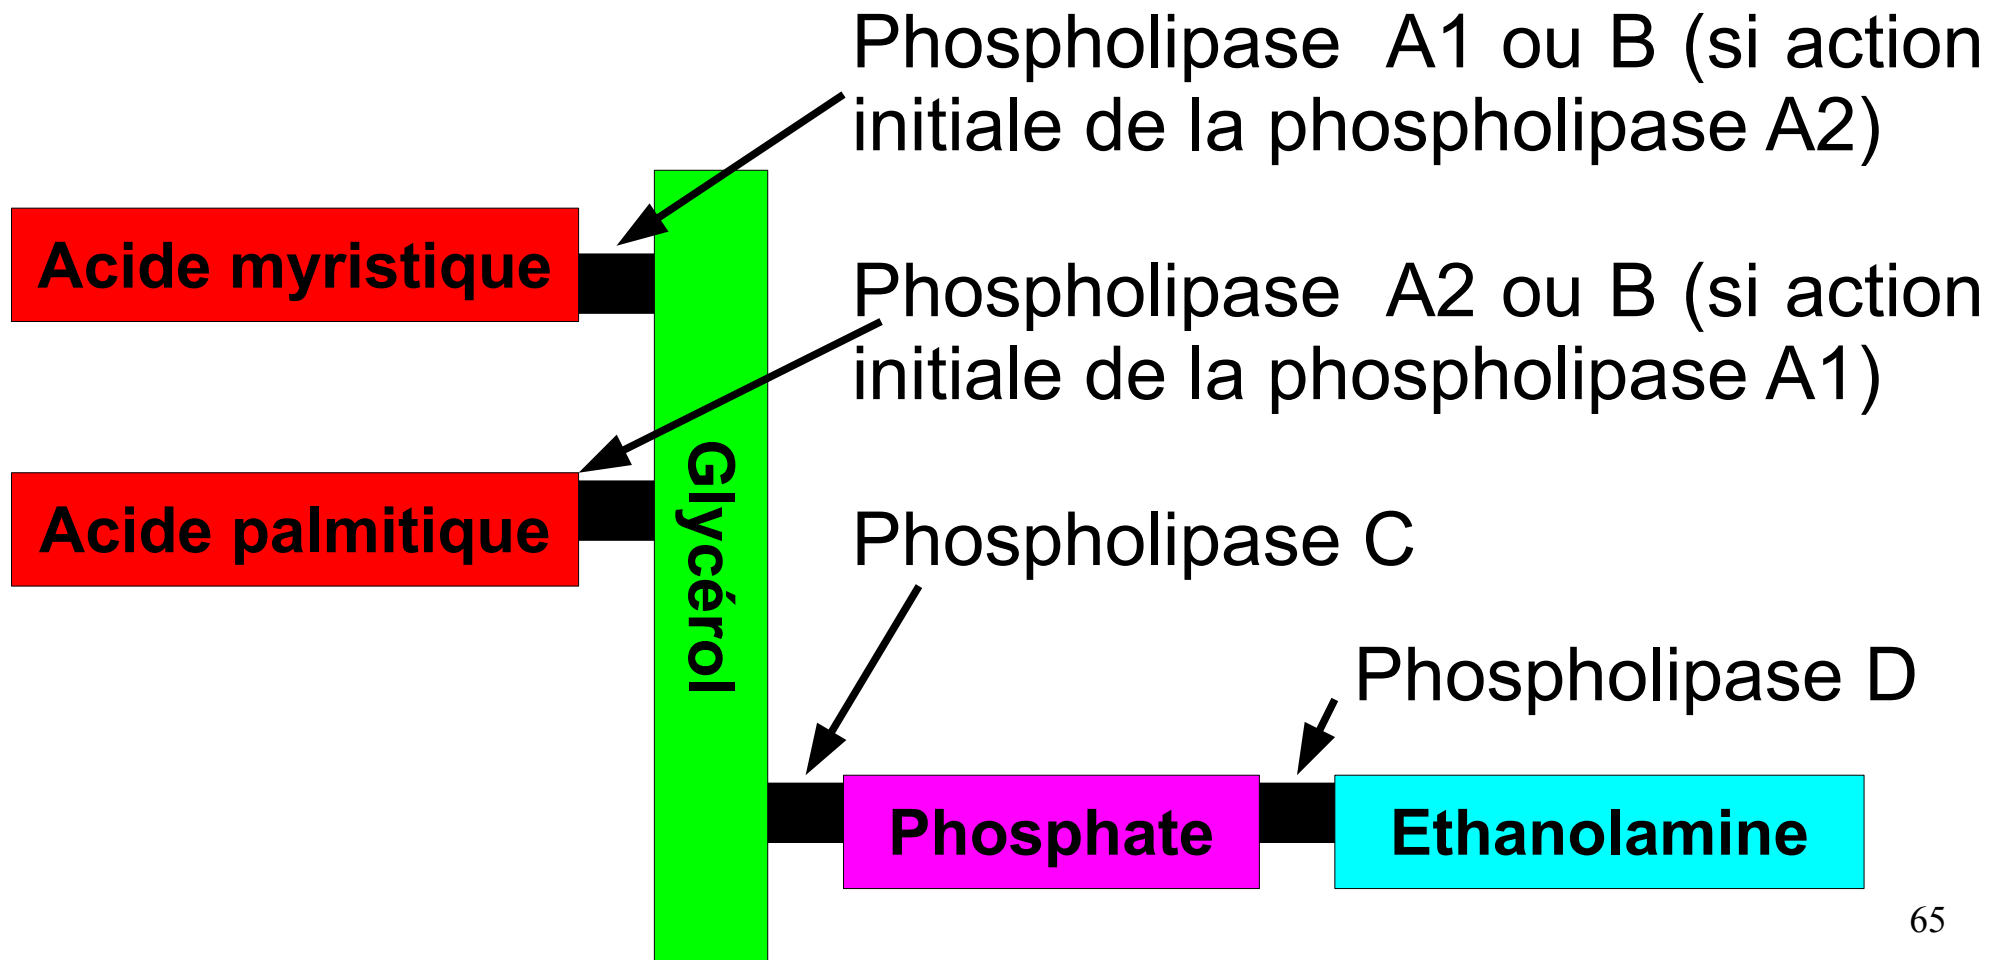 Phospholipase A1 ou B (si action
initiale de la phospholipase A2)
Acide myristique
Phospholipase A2 ou B (si action
initiale de la phospholipase A1)
Acide palmitique
Glycérol
Phospholipase C
Phospholipase D
Phosphate
Ethanolamine
65